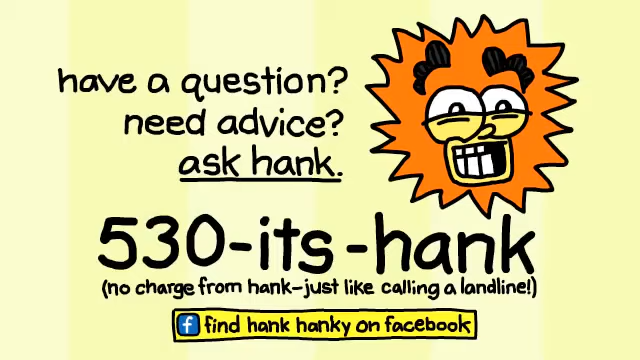 have a question?
need advice?
ask hank.
530-its-hank
(no charge from hank-just like calling a landline!)
f find hank hanky on facebook